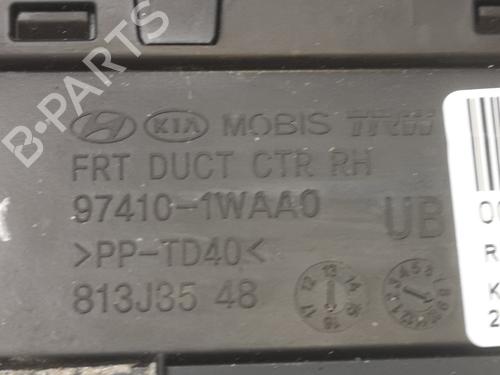 B-PARTS
KIA MOBIS TRW
FRT DUCT CTR RH
97410-1WAA0
UB
>PP-TD40<
813J35 48